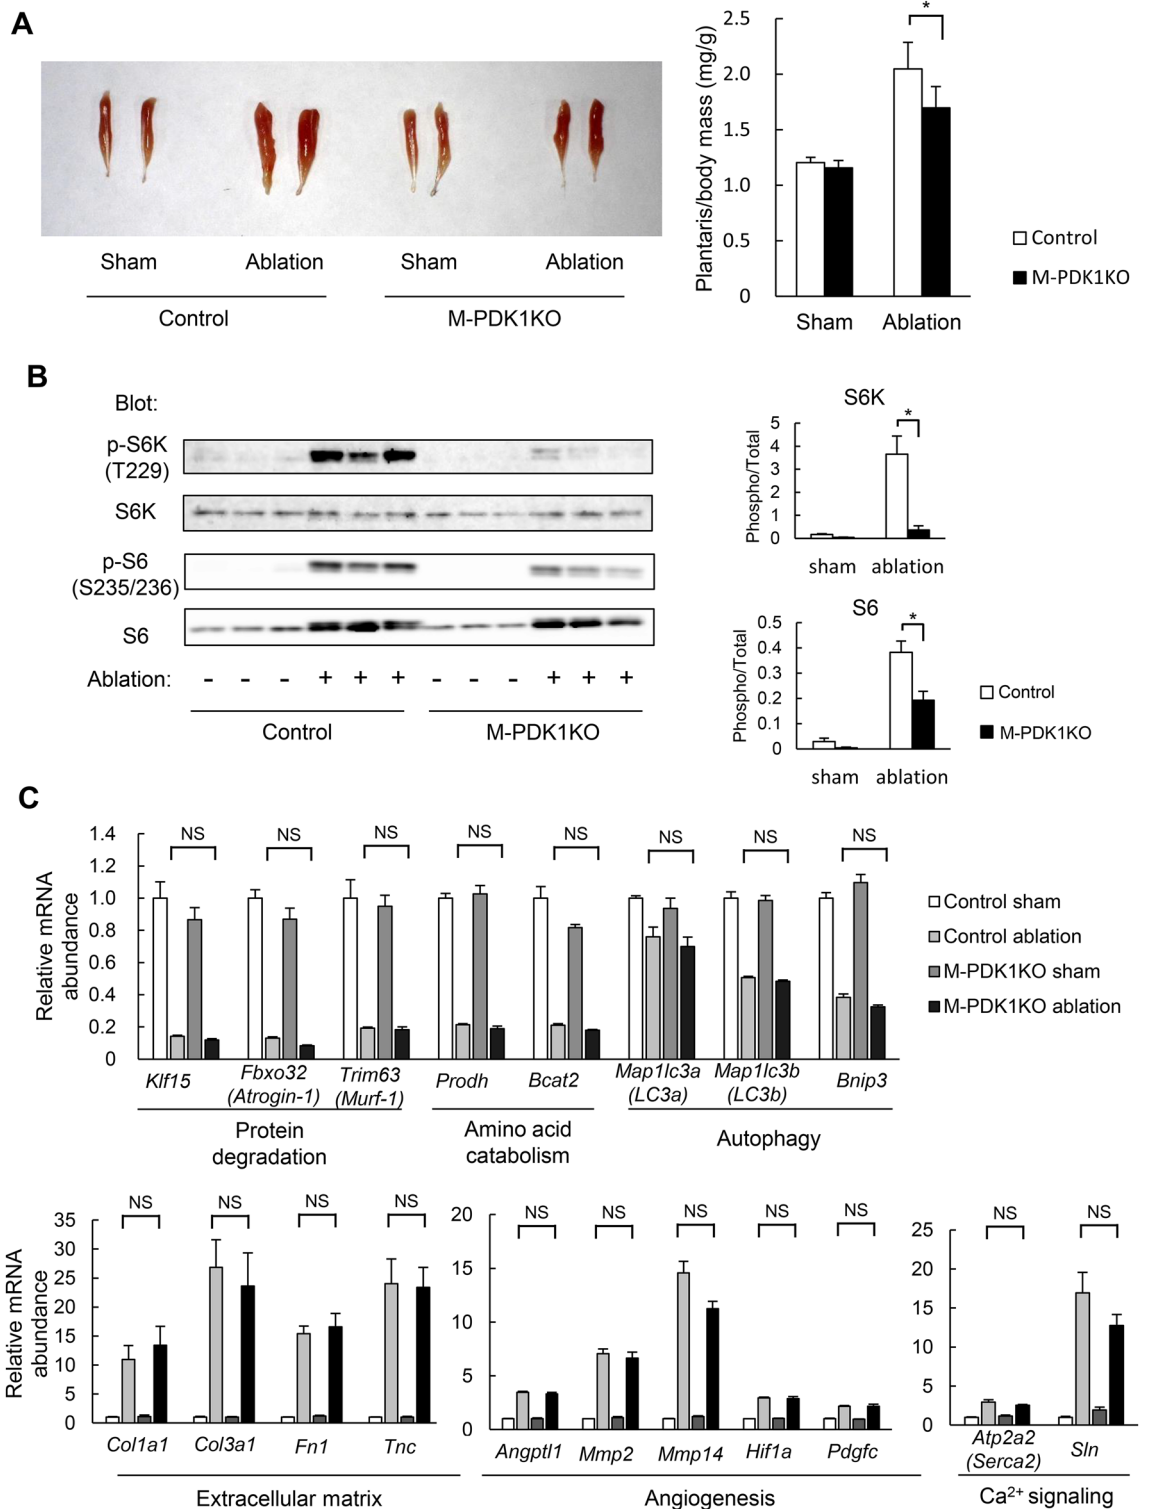 A
Plantaris/body mass (mg/g)
2.5
2.0
1.5
1.0
0.5
0
*
Sham
Ablation
Control
M-PDK1KO
Sham
Ablation
Sham
Ablation
Control
M-PDK1KO
B
Blot:
p-S6K
(T229)
S6K
p-S6
(S235/236)
S6
Ablation:
- - - + + + - - - + + +
Control
M-PDK1KO
S6K
Phospho/Total
5
4
3
2
1
0
*
sham
ablation
S6
Phospho/Total
0.5
0.4
0.3
0.2
0.1
0
*
sham
ablation
Control
M-PDK1KO
C
Relative mRNA
abundance
1.4
1.2
1.0
0.8
0.6
0.4
0.2
0
NS NS NS NS NS NS NS NS
Klf15
Fbxo32
(Atrogin-1)
Trim63
(Murf-1)
Prodh
Bcat2
Map1lc3a
(LC3a)
Map1lc3b
(LC3b)
Bnip3
Protein
degradation
Amino acid
catabolism
Autophagy
Control sham
Control ablation
M-PDK1KO sham
M-PDK1KO ablation
Relative mRNA
abundance
35
30
25
20
15
10
5
0
NS NS NS NS
Col1a1 Col3a1 Fn1 Tnc
Extracellular matrix
20
15
10
5
0
NS NS NS NS NS
Angptl1 Mmp2 Mmp14 Hif1a Pdgfc
Angiogenesis
25
20
15
10
5
0
NS NS
Atp2a2
(Serca2)
Sln
Ca²⁺ signaling